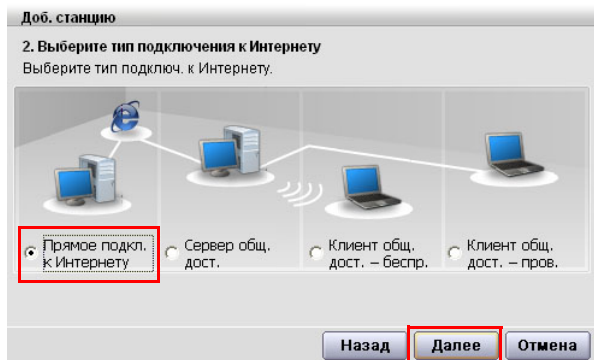 Доб. станцию
2. Выберите тип подключения к Интернету
Выберите тип подключ. к Интернету.
Прямое подкл.
к Интернету
Сервер общ.
дост.
Клиент общ.
дост. – беспр.
Клиент общ.
дост. – пров.
Назад
Далее
Отмена